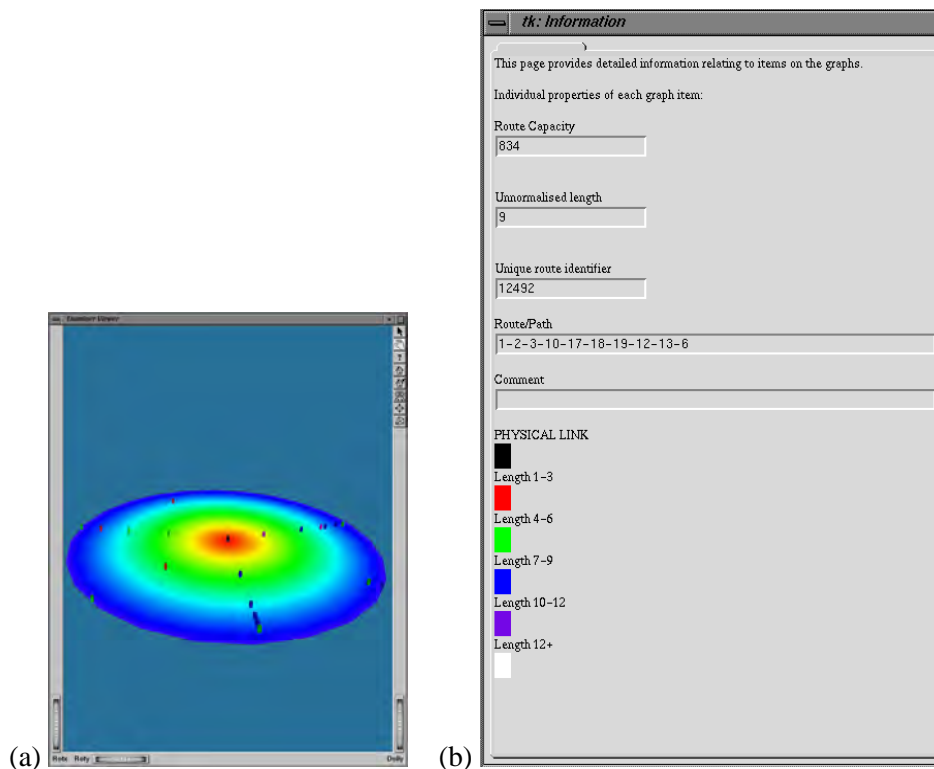 tk: Information
This page provides detailed information relating to items on the graphs.
Individual properties of each graph item:
Route Capacity
834
Unnormalised length
9
Unique route identifier
12492
Route/Path
1-2-3-10-17-18-19-12-13-6
Comment
PHYSICAL LINK
Length 1-3
Length 4-6
Length 7-9
Length 10-12
Length 12+
Examiner Viewer
?
Rotx Roty
Dolly
(a)
(b)